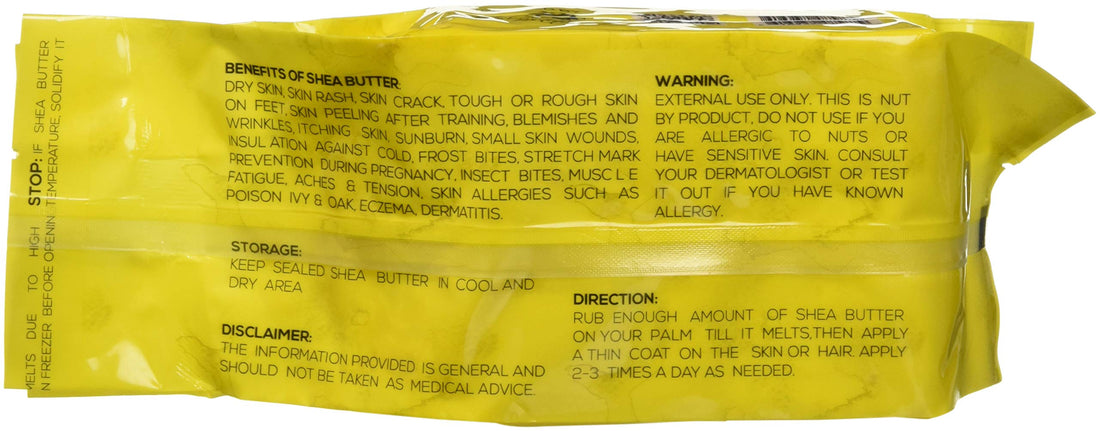 STOP: IF SHEA BUTTER
MELTS DUE TO HIGH TEMPERATURE, SOLIDIFY IT
FREEZER BEFORE
BENEFITS OF SHEA BUTTER:
DRY SKIN, SKIN RASH, SKIN CRACK, TOUGH OR ROUGH SKIN
ON FEET, SKIN PEELING AFTER TRAINING, BLEMISHES AND
WRINKLES, ITCHING SKIN, SUNBURN, SMALL SKIN WOUNDS,
INSULATION AGAINST COLD, FROST BITES, STRETCH MARK
PREVENTION DURING PREGNANCY, INSECT BITES, MUSCLE
FATIGUE, ACHES & TENSION, SKIN ALLERGIES SUCH AS
POISON IVY & OAK, ECZEMA, DERMATITIS.
STORAGE:
KEEP SEALED SHEA BUTTER IN COOL AND
DRY AREA
DISCLAIMER:
THE INFORMATION PROVIDED IS GENERAL AND
SHOULD NOT BE TAKEN AS MEDICAL ADVICE.
WARNING:
EXTERNAL USE ONLY. THIS IS NUT
BY PRODUCT, DO NOT USE IF YOU
ARE ALLERGIC TO NUTS OR
HAVE SENSITIVE SKIN. CONSULT
YOUR DERMATOLOGIST OR TEST
IT OUT IF YOU HAVE KNOWN
ALLERGY.
DIRECTION:
RUB ENOUGH AMOUNT OF SHEA BUTTER
ON YOUR PALM TILL IT MELTS, THEN APPLY
A THIN COAT ON THE SKIN OR HAIR. APPLY
2-3 TIMES A DAY AS NEEDED.